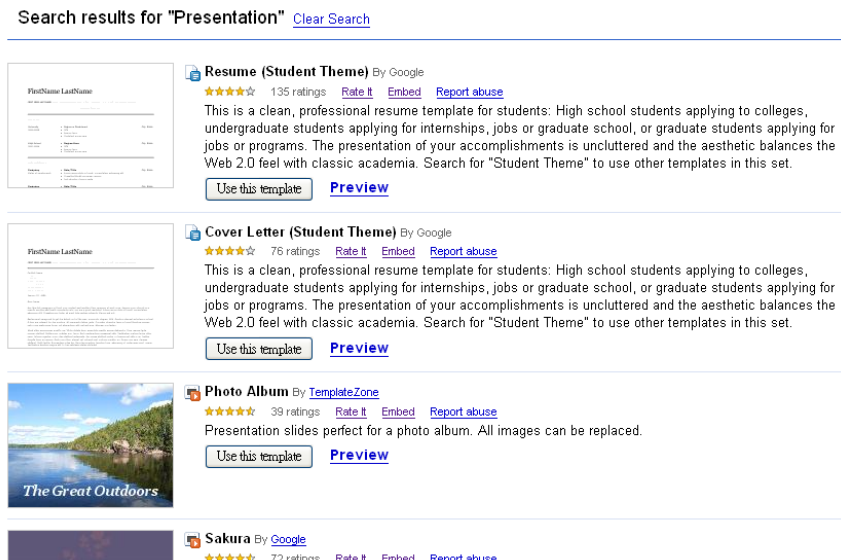 Search results for "Presentation" Clear Search
FirstName LastName
Resume (Student Theme) By Google
135 ratings Rate It Embed Report abuse
This is a clean, professional resume template for students: High school students applying to colleges,
undergraduate students applying for internships, jobs or graduate school, or graduate students applying for
jobs or programs. The presentation of your accomplishments is uncluttered and the aesthetic balances the
Web 2.0 feel with classic academia. Search for "Student Theme" to use other templates in this set.
Use this template Preview
FirstName LastName
Cover Letter (Student Theme) By Google
76 ratings Rate It Embed Report abuse
This is a clean, professional resume template for students: High school students applying to colleges,
undergraduate students applying for internships, jobs or graduate school, or graduate students applying for
jobs or programs. The presentation of your accomplishments is uncluttered and the aesthetic balances the
Web 2.0 feel with classic academia. Search for "Student Theme" to use other templates in this set.
Use this template Preview
The Great Outdoors
Photo Album By TemplateZone
39 ratings Rate It Embed Report abuse
Presentation slides perfect for a photo album. All images can be replaced.
Use this template Preview
Sakura By Google
72 ratings Rate It Embed Report abuse